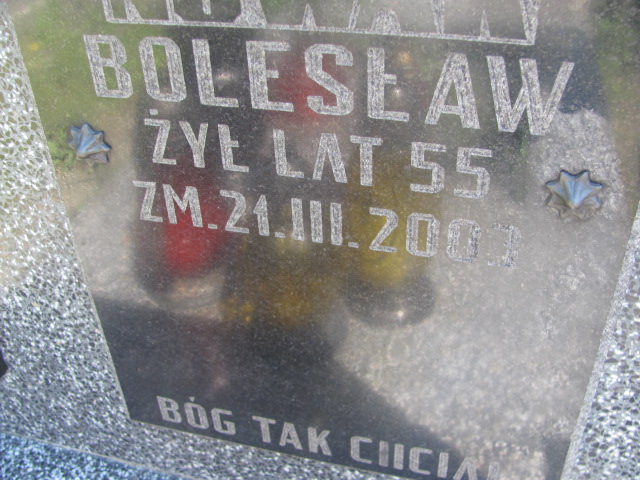 BOLESŁAW
ŻYŁ LAT 55
ZM. 21.III. 2003
BÓG TAK CHCIAŁ